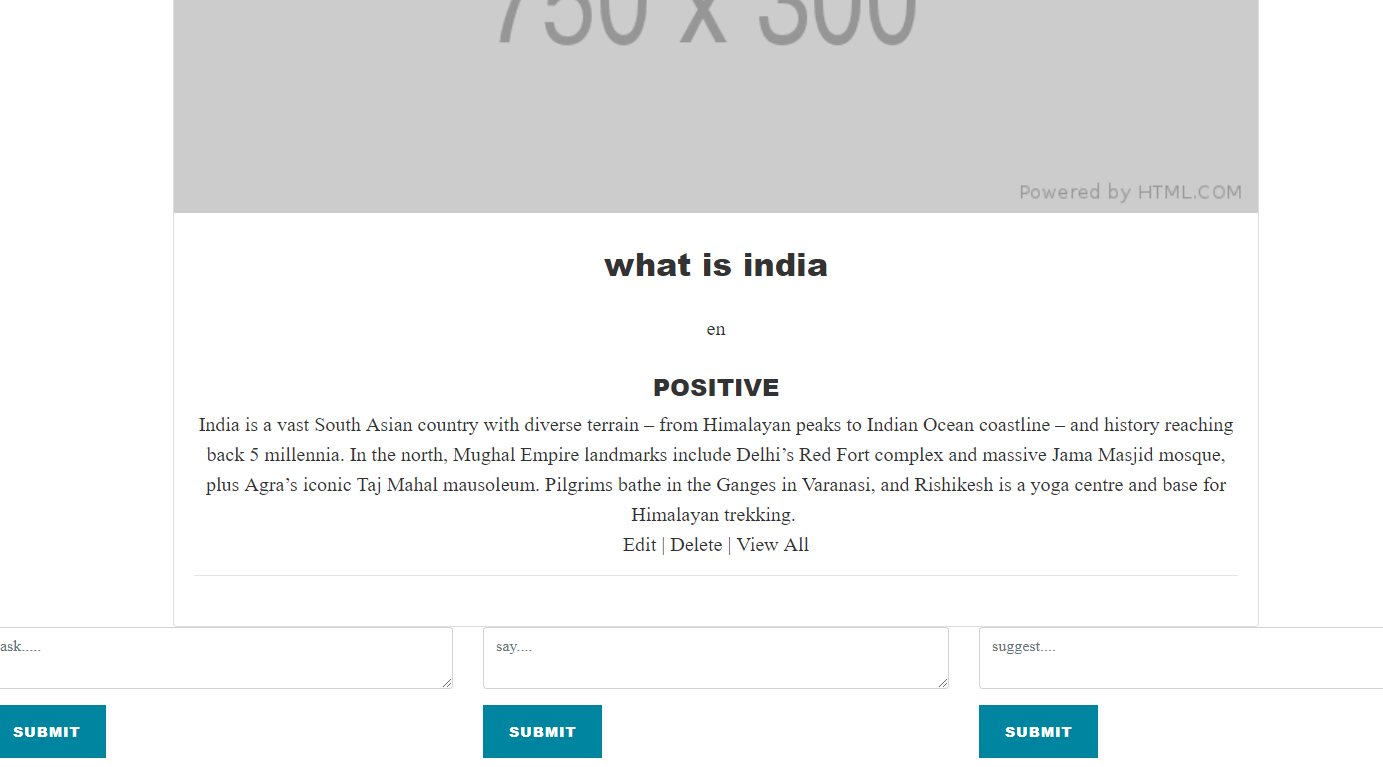 750 x 300
Powered by HTML.COM
what is india
en
POSITIVE
India is a vast South Asian country with diverse terrain – from Himalayan peaks to Indian Ocean coastline – and history reaching
back 5 millennia. In the north, Mughal Empire landmarks include Delhi’s Red Fort complex and massive Jama Masjid mosque,
plus Agra’s iconic Taj Mahal mausoleum. Pilgrims bathe in the Ganges in Varanasi, and Rishikesh is a yoga centre and base for
Himalayan trekking.
Edit | Delete | View All
ask..... say.... suggest....
SUBMIT SUBMIT SUBMIT